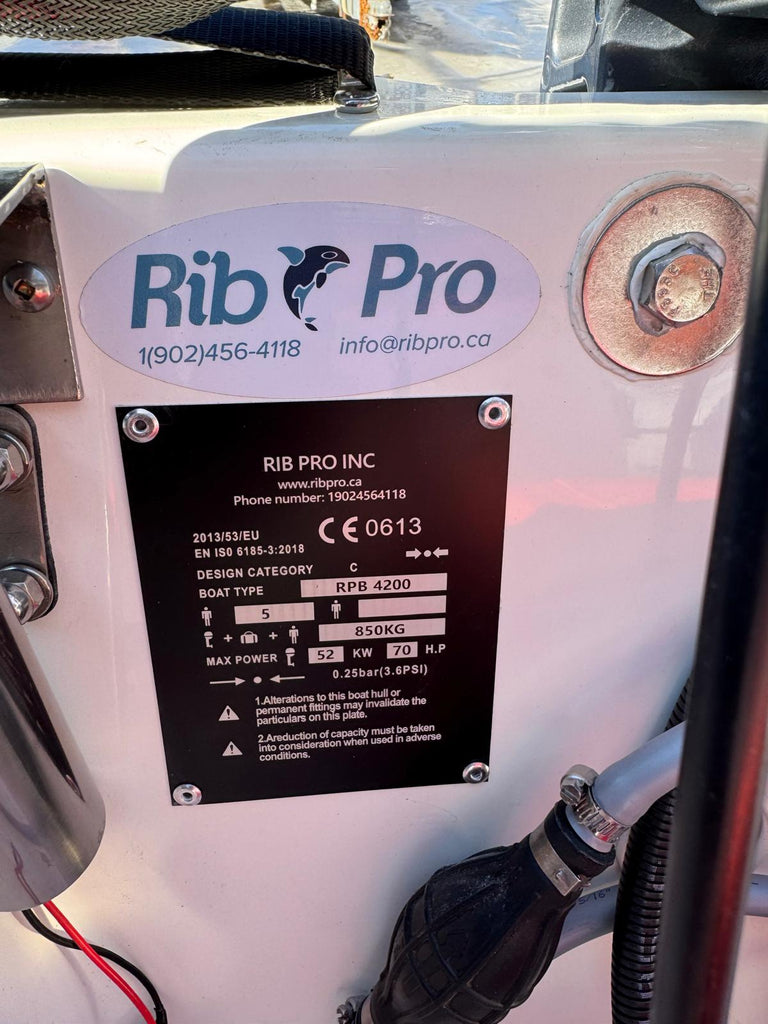 Rib Pro
1(902)456-4118 info@ribpro.ca
RIB PRO INC
www.ribpro.ca
Phone number: 19024564118
2013/53/EU CE 0613
EN ISO 6185-3:2018
DESIGN CATEGORY C
BOAT TYPE RPB 4200
5
+ + 850KG
MAX POWER 52 KW 70 H.P
0.25bar(3.6PSI)
1.Alterations to this boat hull or
permanent fittings may invalidate the
particulars on this plate.
2.Areduction of capacity must be taken
into consideration when used in adverse
conditions.
5/16"